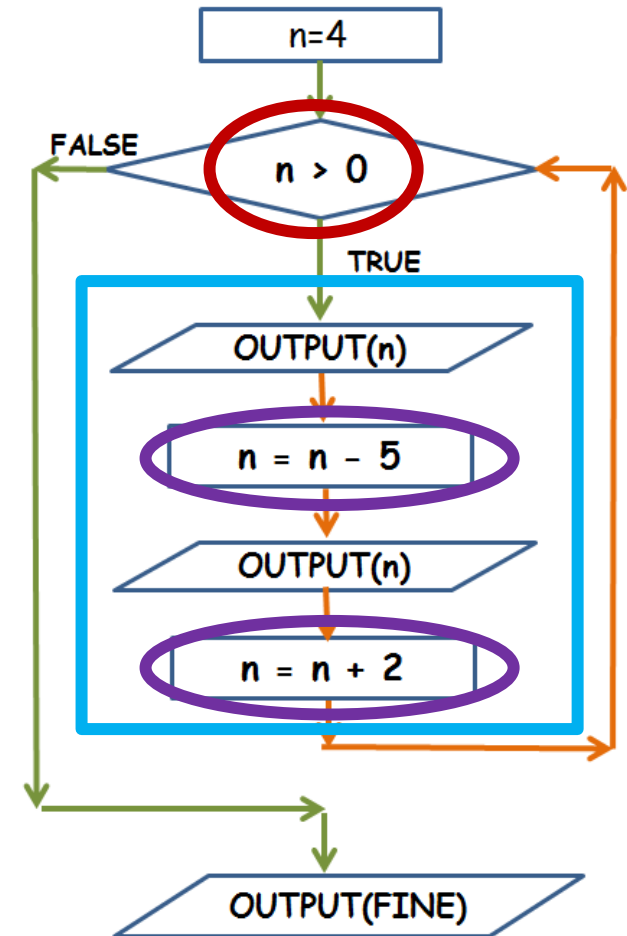 n=4
FALSE
n > 0
TRUE
OUTPUT(n)
n = n - 5
OUTPUT(n)
n = n + 2
OUTPUT(FINE)